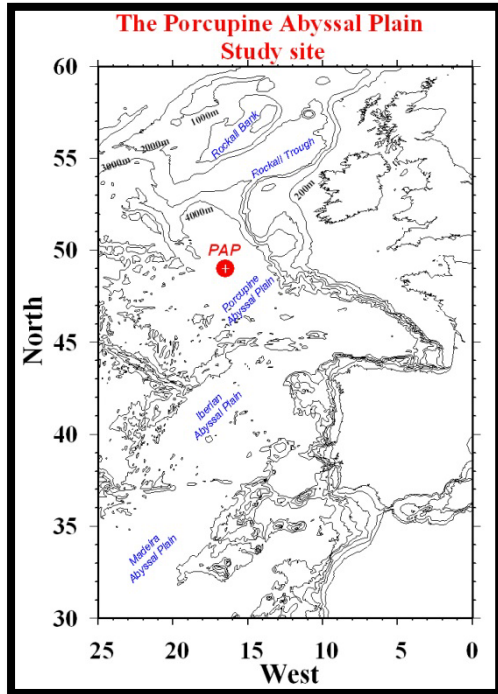 The Porcupine Abyssal Plain
Study site
60
1000m
Rockall Bank
2000m
3000m
Rockall Trough
55
200m
4000m
50
PAP
Porcupine
Abyssal Plain
North
45
Iberian
Abyssal Plain
40
35
Madeira
Abyssal Plain
30
25 20 15 10 5 0
West